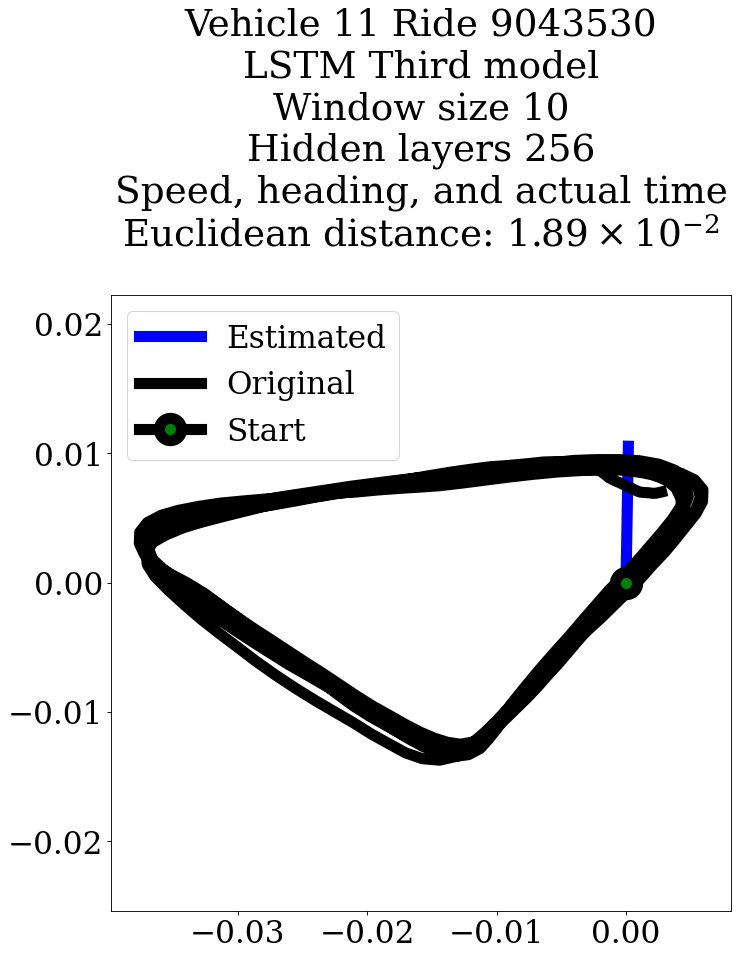 Vehicle 11 Ride 9043530
LSTM Third model
Window size 10
Hidden layers 256
Speed, heading, and actual time
Euclidean distance: 1.89 × 10⁻²
Estimated
Original
Start
0.02
0.01
0.00
−0.01
−0.02
−0.03
−0.02
−0.01
0.00